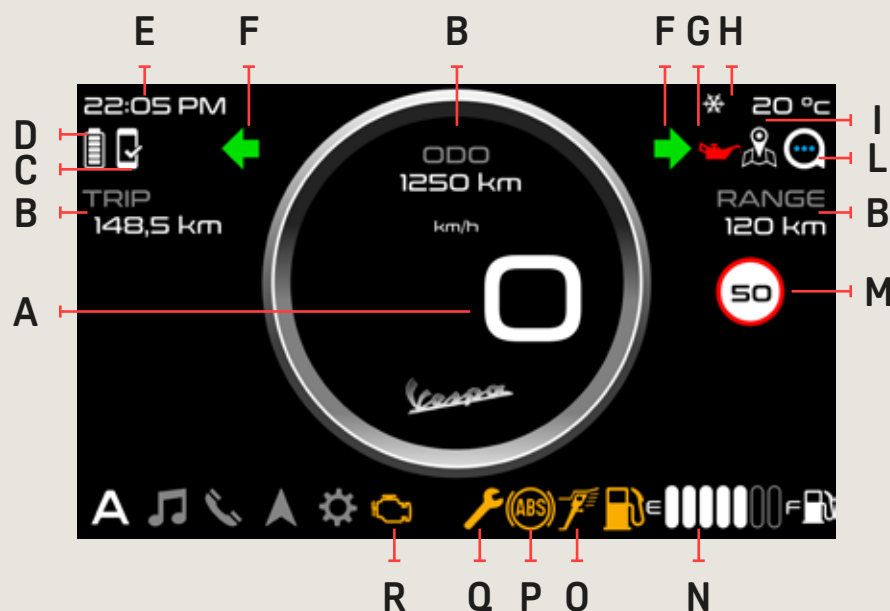 E F B F G H
22:05 PM 20 °C
I
D
C
L
ODO
1250 km
TRIP
148,5 km
RANGE
120 km
B
B
km/h
0
50
M
A
Vespa
A
ABS
E F
R Q P O N